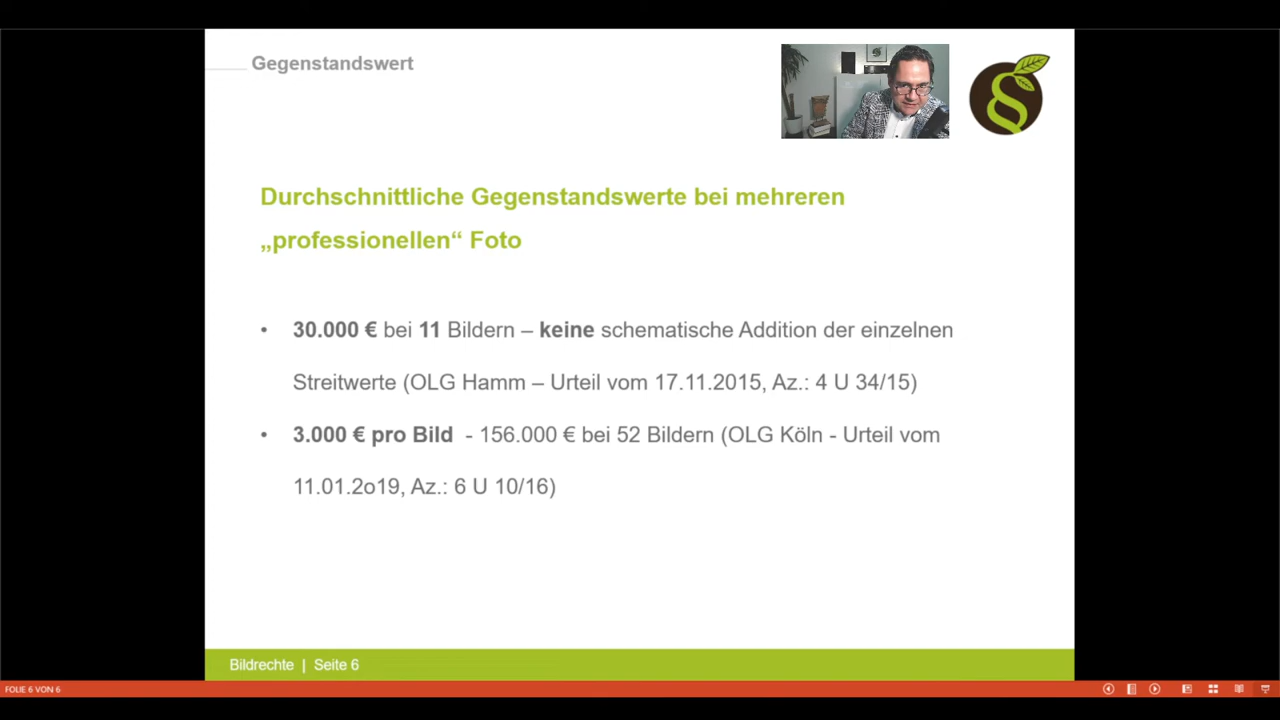 Gegenstandswert
Durchschnittliche Gegenstandswerte bei mehreren
„professionellen“ Foto
• 30.000 € bei 11 Bildern – keine schematische Addition der einzelnen
Streitwerte (OLG Hamm – Urteil vom 17.11.2015, Az.: 4 U 34/15)
• 3.000 € pro Bild - 156.000 € bei 52 Bildern (OLG Köln - Urteil vom
11.01.2o19, Az.: 6 U 10/16)
Bildrechte | Seite 6
FOLIE 6 VON 6